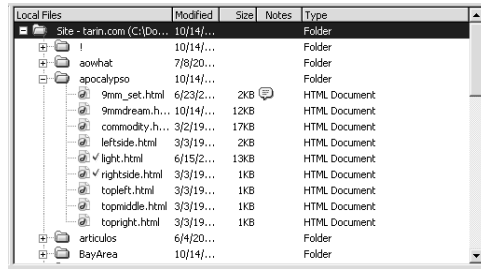 Local Files Modified Size Notes Type
Site - tarin.com (C:\Do... 10/14/... Folder
! 10/14/... Folder
aowhat 7/8/20... Folder
apocalypso 10/14/... Folder
9mm_set.html 6/23/2... 2KB HTML Document
9mmdream.h... 10/14/... 12KB HTML Document
commodity.h... 3/2/19... 17KB HTML Document
leftside.html 3/3/19... 2KB HTML Document
light.html 6/15/2... 13KB HTML Document
rightside.html 3/3/19... 1KB HTML Document
topleft.html 3/3/19... 1KB HTML Document
topmiddle.html 3/3/19... 1KB HTML Document
topright.html 3/3/19... 1KB HTML Document
articulos 6/4/20... Folder
BayArea 10/14/... Folder